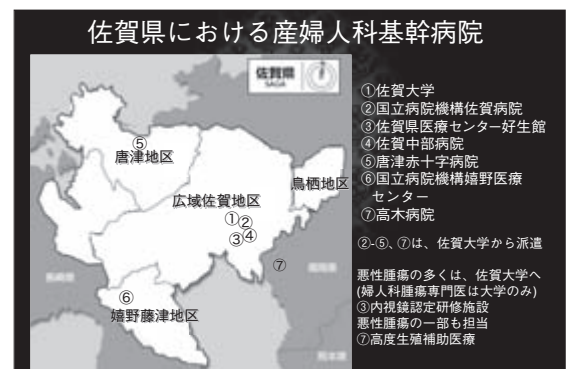 佐賀県における産婦人科基幹病院
佐賀県
SAGA
⑤
唐津地区
鳥栖地区
広域佐賀地区
①②
③④
⑦
⑥
嬉野藤津地区
①佐賀大学
②国立病院機構佐賀病院
③佐賀県医療センター好生館
④佐賀中部病院
⑤唐津赤十字病院
⑥国立病院機構嬉野医療
センター
⑦高木病院
②-⑤、⑦は、佐賀大学から派遣
悪性腫瘍の多くは、佐賀大学へ
(婦人科腫瘍専門医は大学のみ)
③内視鏡認定研修施設
悪性腫瘍の一部も担当
⑦高度生殖補助医療